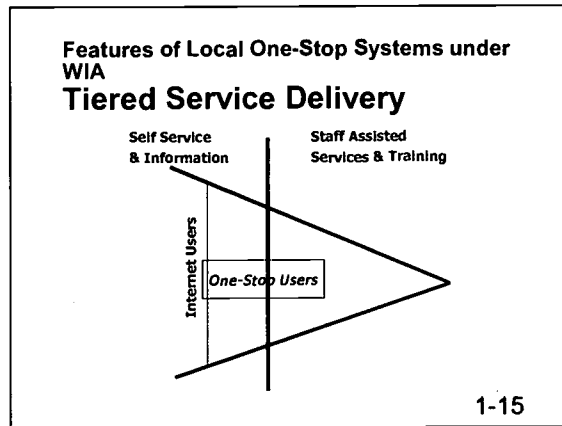 Features of Local One-Stop Systems under
WIA
Tiered Service Delivery
Self Service
& Information
Staff Assisted
Services & Training
Internet Users
One-Stop Users
1-15